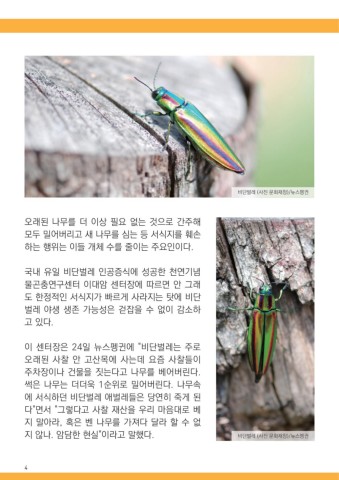 비단벌레 (사진 문화재청)/뉴스펭귄
오래된 나무를 더 이상 필요 없는 것으로 간주해
모두 밀어버리고 새 나무를 심는 등 서식지를 훼손
하는 행위는 이들 개체 수를 줄이는 주요인이다.
국내 유일 비단벌레 인공증식에 성공한 천연기념
물곤충연구센터 이대암 센터장에 따르면 안 그래
도 한정적인 서식지가 빠르게 사라지는 탓에 비단
벌레 야생 생존 가능성은 걷잡을 수 없이 감소하
고 있다.
이 센터장은 24일 뉴스펭귄에 "비단벌레는 주로
오래된 사찰 안 고산목에 사는데 요즘 사찰들이
주차장이나 건물을 짓는다고 나무를 베어버린다.
썩은 나무는 더더욱 1순위로 밀어버린다. 나무속
에 서식하던 비단벌레 애벌레들은 당연히 죽게 된
다"면서 "그렇다고 사찰 재산을 우리 마음대로 베
지 말아라, 혹은 벤 나무를 가져다 달라 할 수 없
지 않나. 암담한 현실"이라고 말했다.
비단벌레 (사진 문화재청)/뉴스펭귄
4